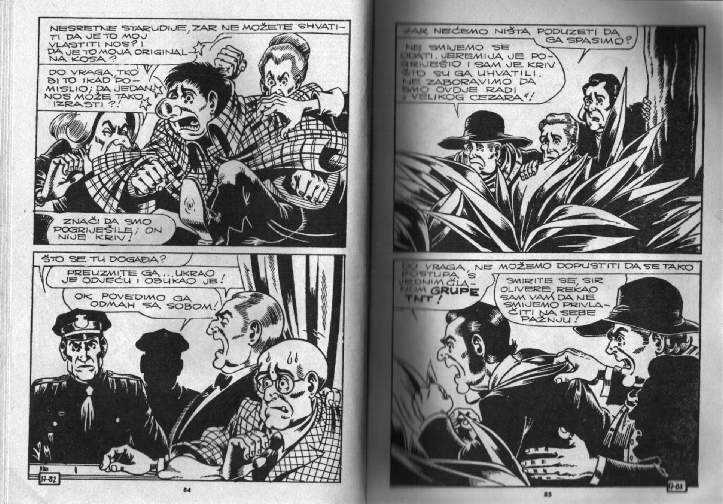 NESRETNE STARUDIJE, ZAR NE MOŽETE SHVATI-
TI DA JE TO MOJ
VLASTITI NOS?! I
DA JE TO MOJA ORIGINAL-
NA KOSA?
DO VRAGA, TKO
BI TO IKAD PO-
MISLIO; DA JEDAN
NOS MOŽE TAKO
IZRASTI?!
ZNAČI DA SMO
POGRIJEŠILE; ON
NIJE KRIV!
ŠTO SE TU DOGAĐA?
PREUZMITE GA... UKRAO
JE ODJEĆU I OBUKAO JE!
OK, POVEDIMO GA
ODMAH SA SOBOM!
17-82
84
ZAR NEĆEMO NIŠTA PODUZETI DA
GA SPASIMO?
NE SMIJEMO SE
ODATI. JEREMIJA JE PO-
GRIJEŠIO I SAM JE KRIV
ŠTO SU GA UHVATILI.
NE ZABORAVIMO DA
SMO OVDJE RADI
"VELIKOG CEZARA"!
DO VRAGA, NE MOŽEMO DOPUSTITI DA SE TAKO
POSTUPA S
JEDNIM ČLA-
NOM GRUPE
TNT!
SMIRITE SE, SIR
OLIVERE, REKAO
SAM VAM DA NE
SMIJEMO PRIVLA-
ČITI NA SEBE
PAŽNJU!
85